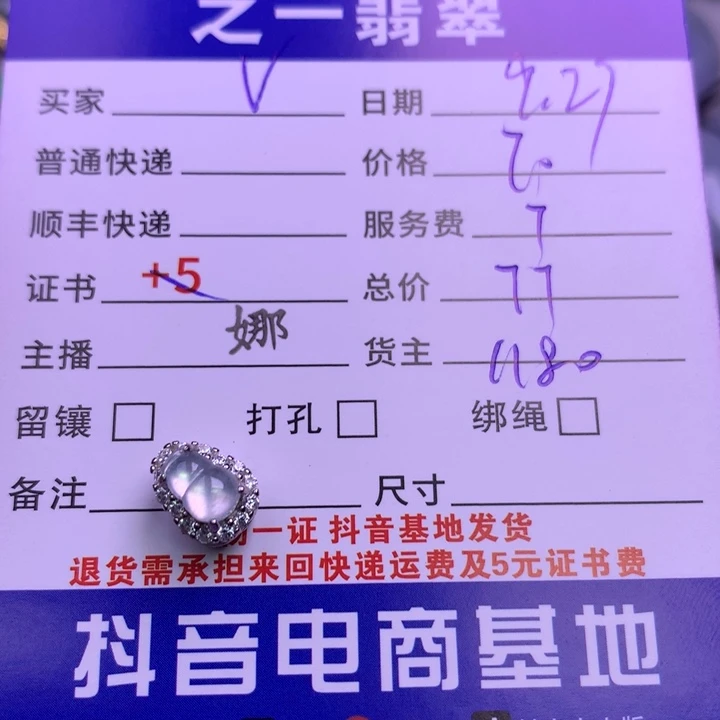 之一翡翠
买家 V 日期 9.27
普通快递 价格 70
顺丰快递 服务费 7
证书 +5 总价 77
主播 娜 货主 1180
留镶 □ 打孔 □ 绑绳 □
备注 尺寸
一证 抖音基地发货
退货需承担来回快递运费及5元证书费
抖音电商基地